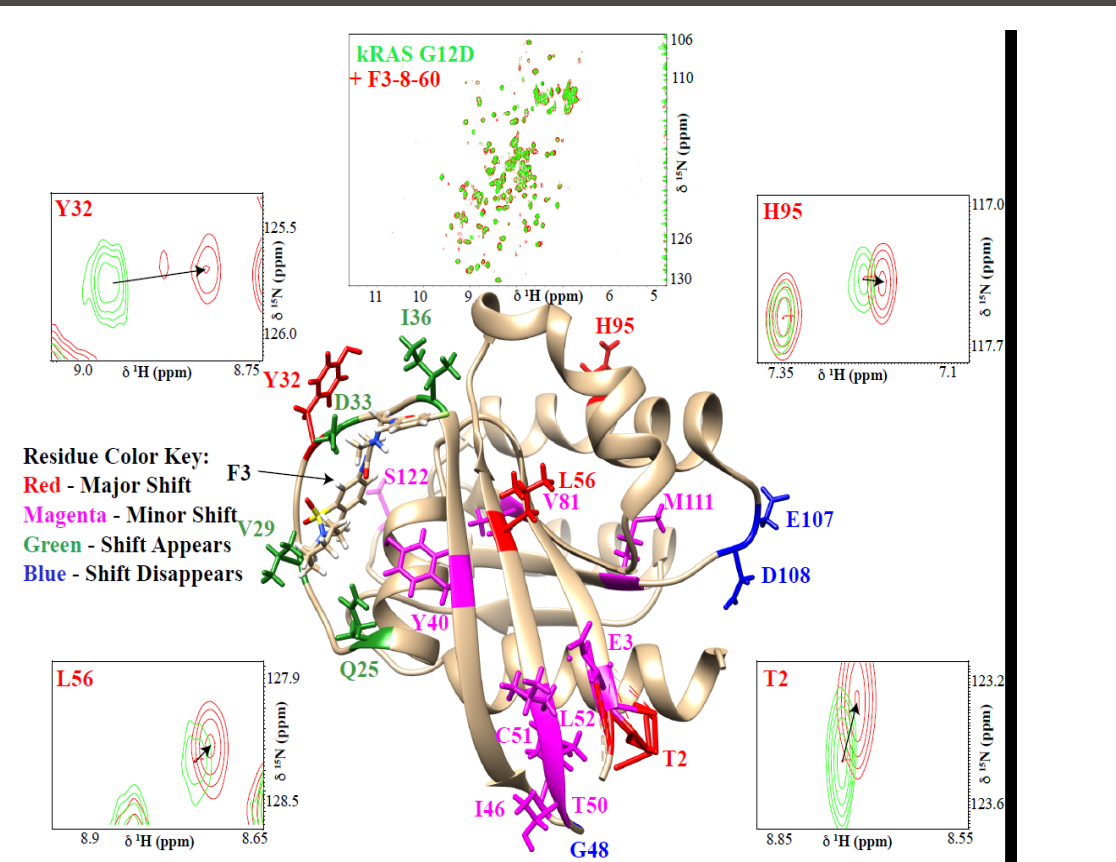 kRAS G12D
+ F3-8-60
106
110
126
130
δ ¹⁵N (ppm)
11 10 9 δ ¹H (ppm) 6 5
Y32
125.5
126.0
δ ¹⁵N (ppm)
9.0 δ ¹H (ppm) 8.75
H95
117.0
117.7
δ ¹⁵N (ppm)
7.35 δ ¹H (ppm) 7.1
I36
H95
Y32
D33
Residue Color Key:
Red - Major Shift
Magenta - Minor Shift
Green - Shift Appears
Blue - Shift Disappears
F3
S122
L56
V81
M111
E107
V29
D108
Y40
E3
Q25
L52
C51
T2
I46
T50
G48
L56
127.9
128.5
δ ¹⁵N (ppm)
8.9 δ ¹H (ppm) 8.65
T2
123.2
123.6
δ ¹⁵N (ppm)
8.85 δ ¹H (ppm) 8.55